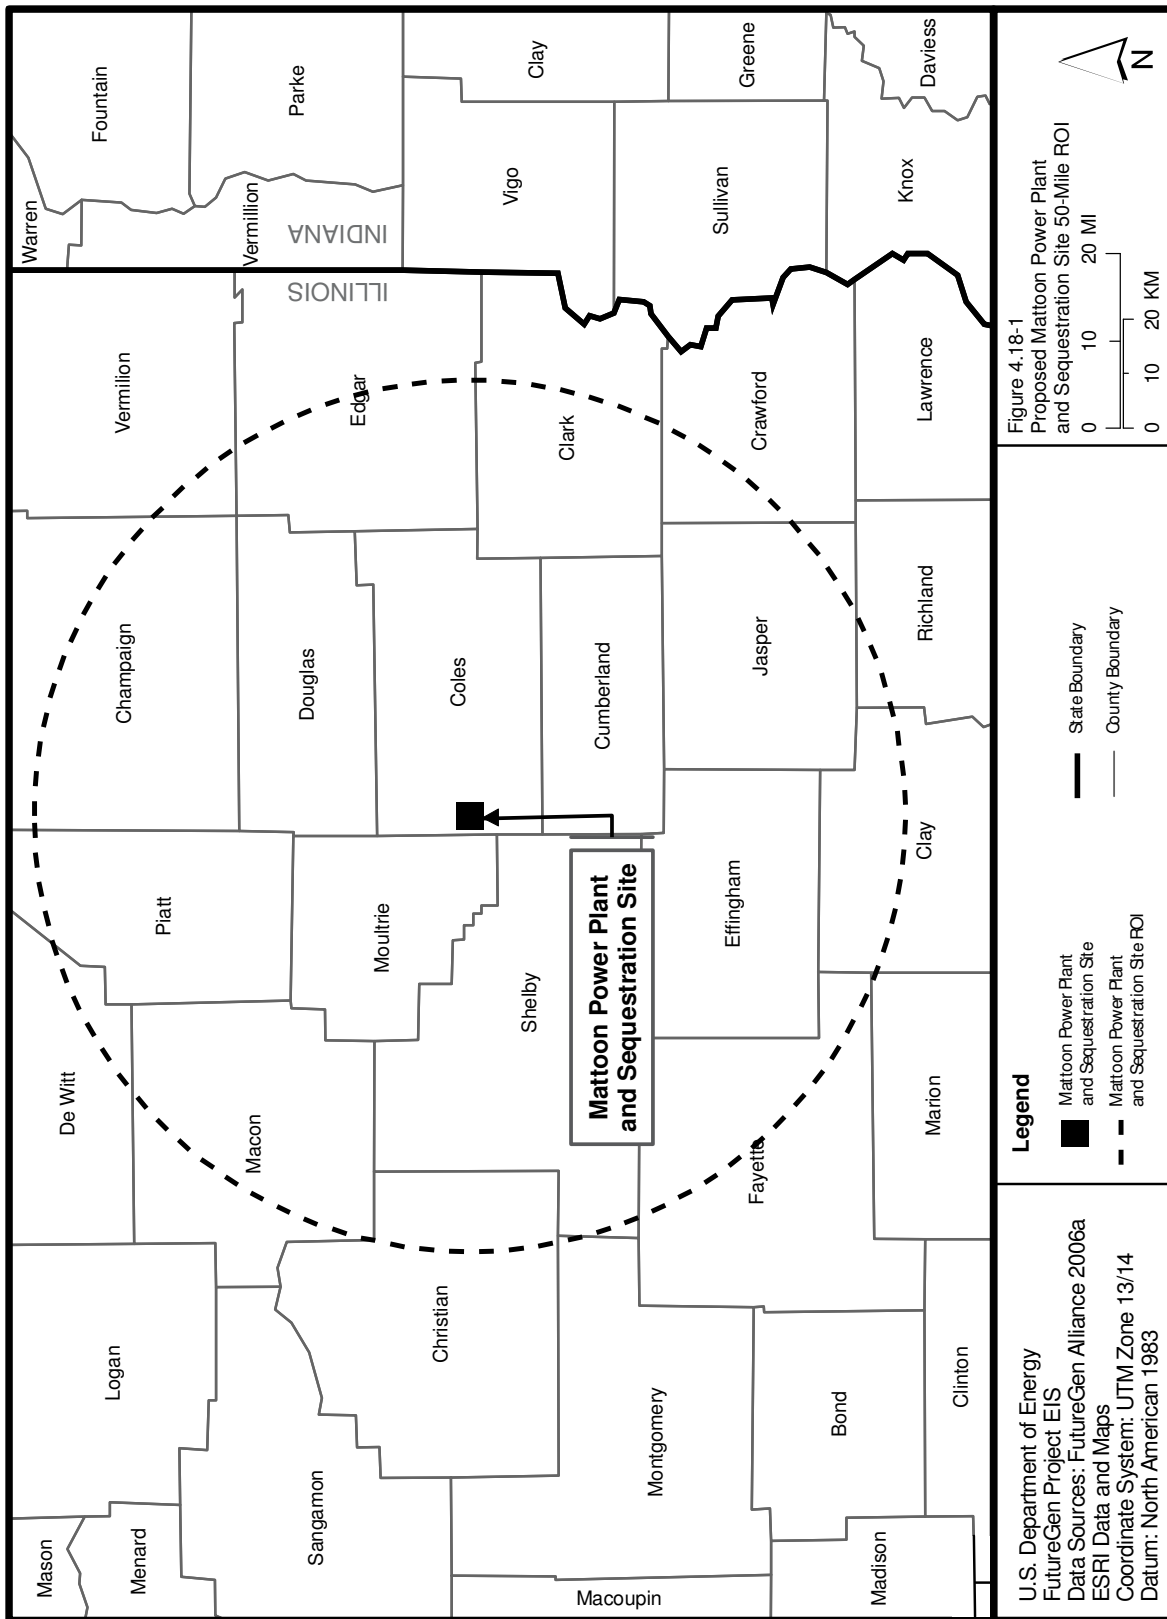 Mason
Menard
Logan
De Witt
Piatt
Champaign
Vermilion
Warren
Fountain
Vermillion
Parke
INDIANA
ILLINOIS
Sangamon
Christian
Macon
Moultrie
Douglas
Coles
Edgar
Vigo
Clay
Macoupin
Montgomery
Shelby
Cumberland
Clark
Sullivan
Greene
Mattoon Power Plant
and Sequestration Site
Madison
Bond
Fayette
Effingham
Jasper
Crawford
Knox
Daviess
Clinton
Marion
Clay
Richland
Lawrence
U.S. Department of Energy
FutureGen Project EIS
Data Sources: FutureGen Alliance 2006a
ESRI Data and Maps
Coordinate System: UTM Zone 13/14
Datum: North American 1983
Legend
Mattoon Power Plant
and Sequestration Site
Mattoon Power Plant
and Sequestration Site ROI
State Boundary
County Boundary
Figure 4.18-1
Proposed Mattoon Power Plant
and Sequestration Site 50-Mile ROI
0 10 20 MI
0 10 20 KM
N